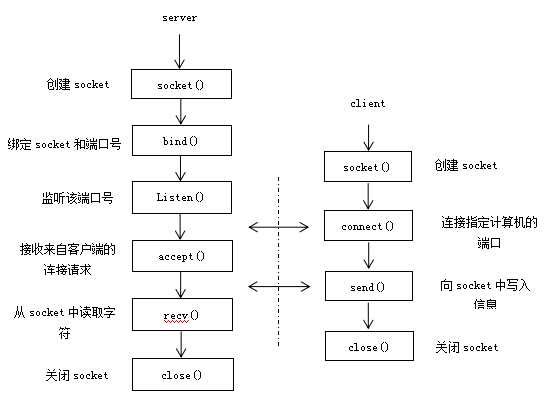 server
创建 socket
socket()
绑定 socket 和端口号
bind()
监听该端口号
Listen()
接收来自客户端的
连接请求
accept()
从 socket 中读取字
符
recv()
关闭 socket
close()
client
socket()
创建 socket
connect()
连接指定计算机的
端口
send()
向 socket 中写入
信息
close()
关闭 socket